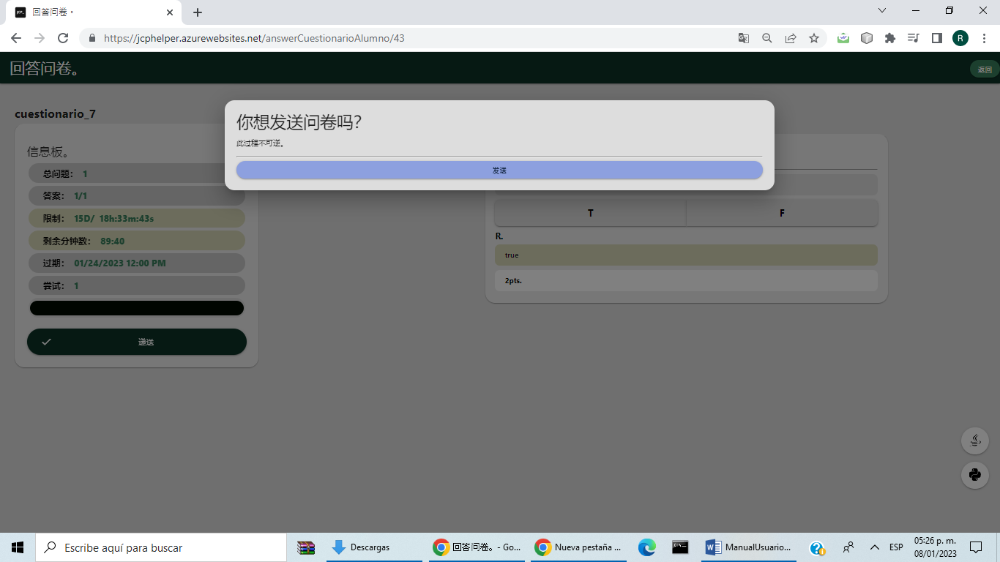 回答问卷。
https://jcphelper.azurewebsites.net/answerCuestionarioAlumno/43
R
回答问卷。
返回
cuestionario_7
信息板。
总问题： 1
答案： 1/1
限制： 15D/ 18h:33m:43s
剩余分钟数： 89:40
过期： 01/24/2023 12:00 PM
尝试： 1
递送
你想发送问卷吗？
此过程不可逆。
发送
T F
R.
true
2pts.
Escribe aquí para buscar
Descargas
回答问卷。 - Go...
Nueva pestaña ...
ManualUsuario...
ESP
05:26 p. m.
08/01/2023